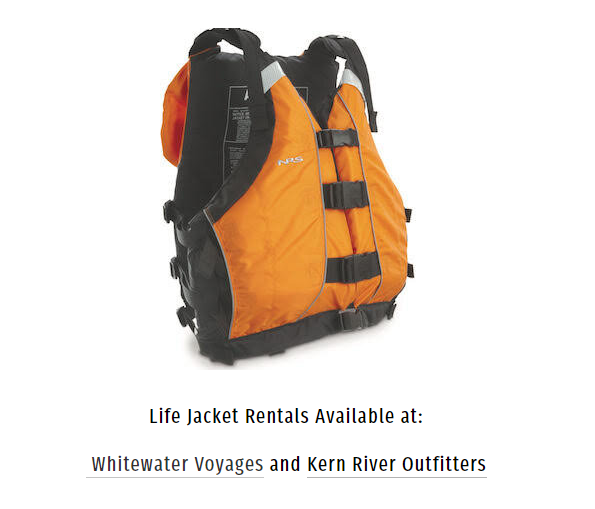 NRS
Life Jacket Rentals Available at:
Whitewater Voyages and Kern River Outfitters